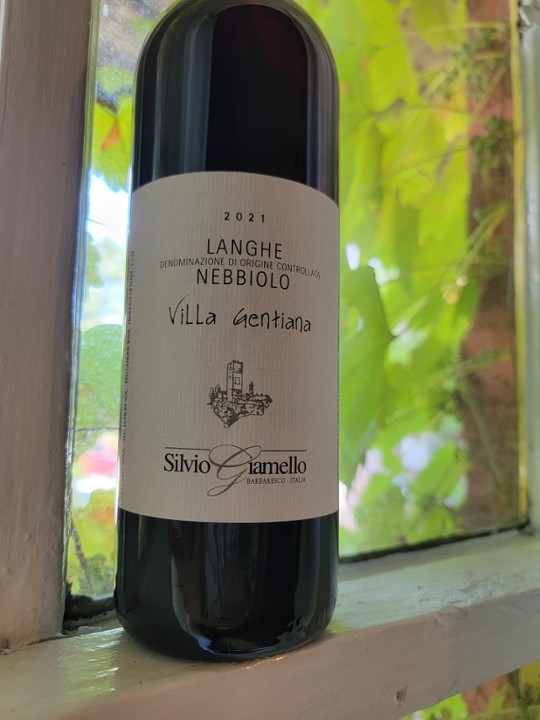 2021
LANGHE
DENOMINAZIONE DI ORIGINE CONTROLLATA
NEBBIOLO
Villa Gentiana
Silvio Giamello
BARBARESCO - ITALIA